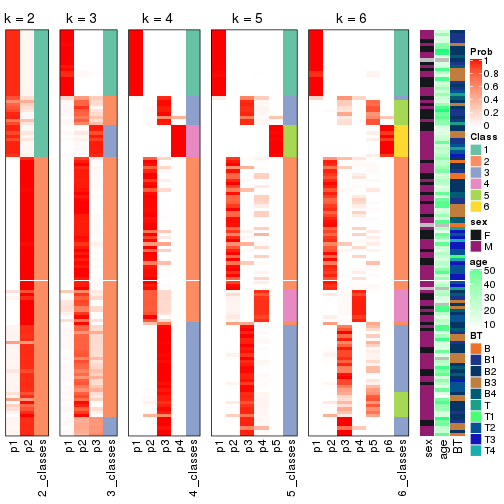 k = 2
k = 3
k = 4
k = 5
k = 6
p1
p2
2_classes
p1
p2
p3
3_classes
p1
p2
p3
p4
4_classes
p1
p2
p3
p4
p5
5_classes
p1
p2
p3
p4
p5
p6
6_classes
sex
age
BT
Prob
1
0.8
0.6
0.4
0.2
0
Class
1
2
3
4
5
6
sex
F
M
age
50
40
30
20
10
BT
B
B1
B2
B3
B4
T
T1
T2
T3
T4